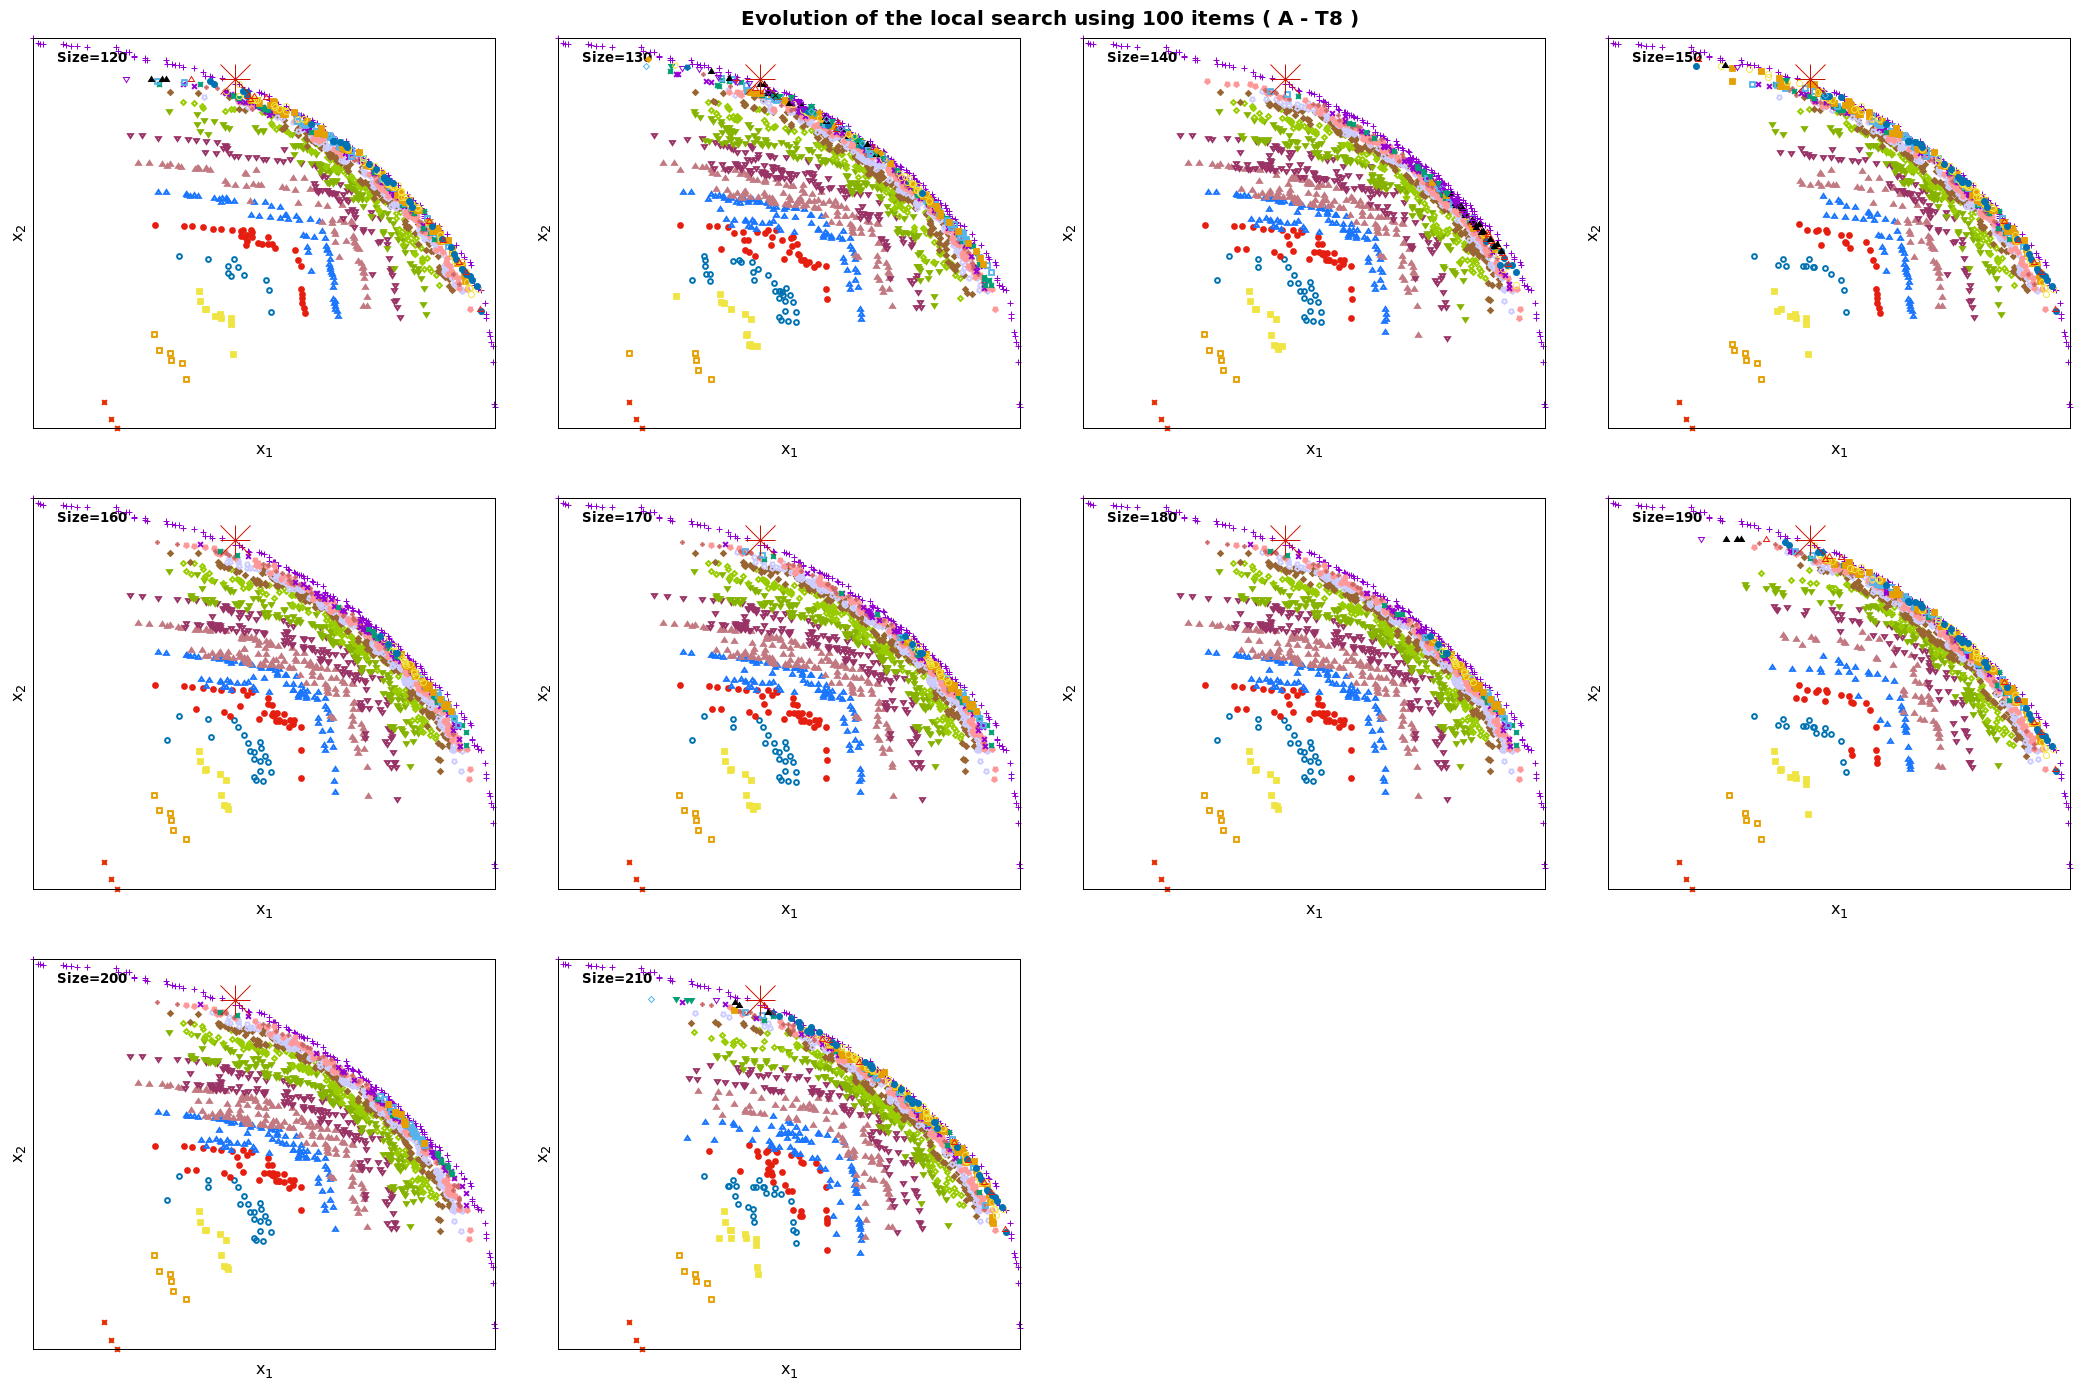 Evolution of the local search using 100 items ( A - T8 )
Size=120
Size=130
Size=140
Size=150
x2
x2
x2
x2
x1
x1
x1
x1
Size=160
Size=170
Size=180
Size=190
x2
x2
x2
x2
x1
x1
x1
x1
Size=200
Size=210
x2
x2
x1
x1